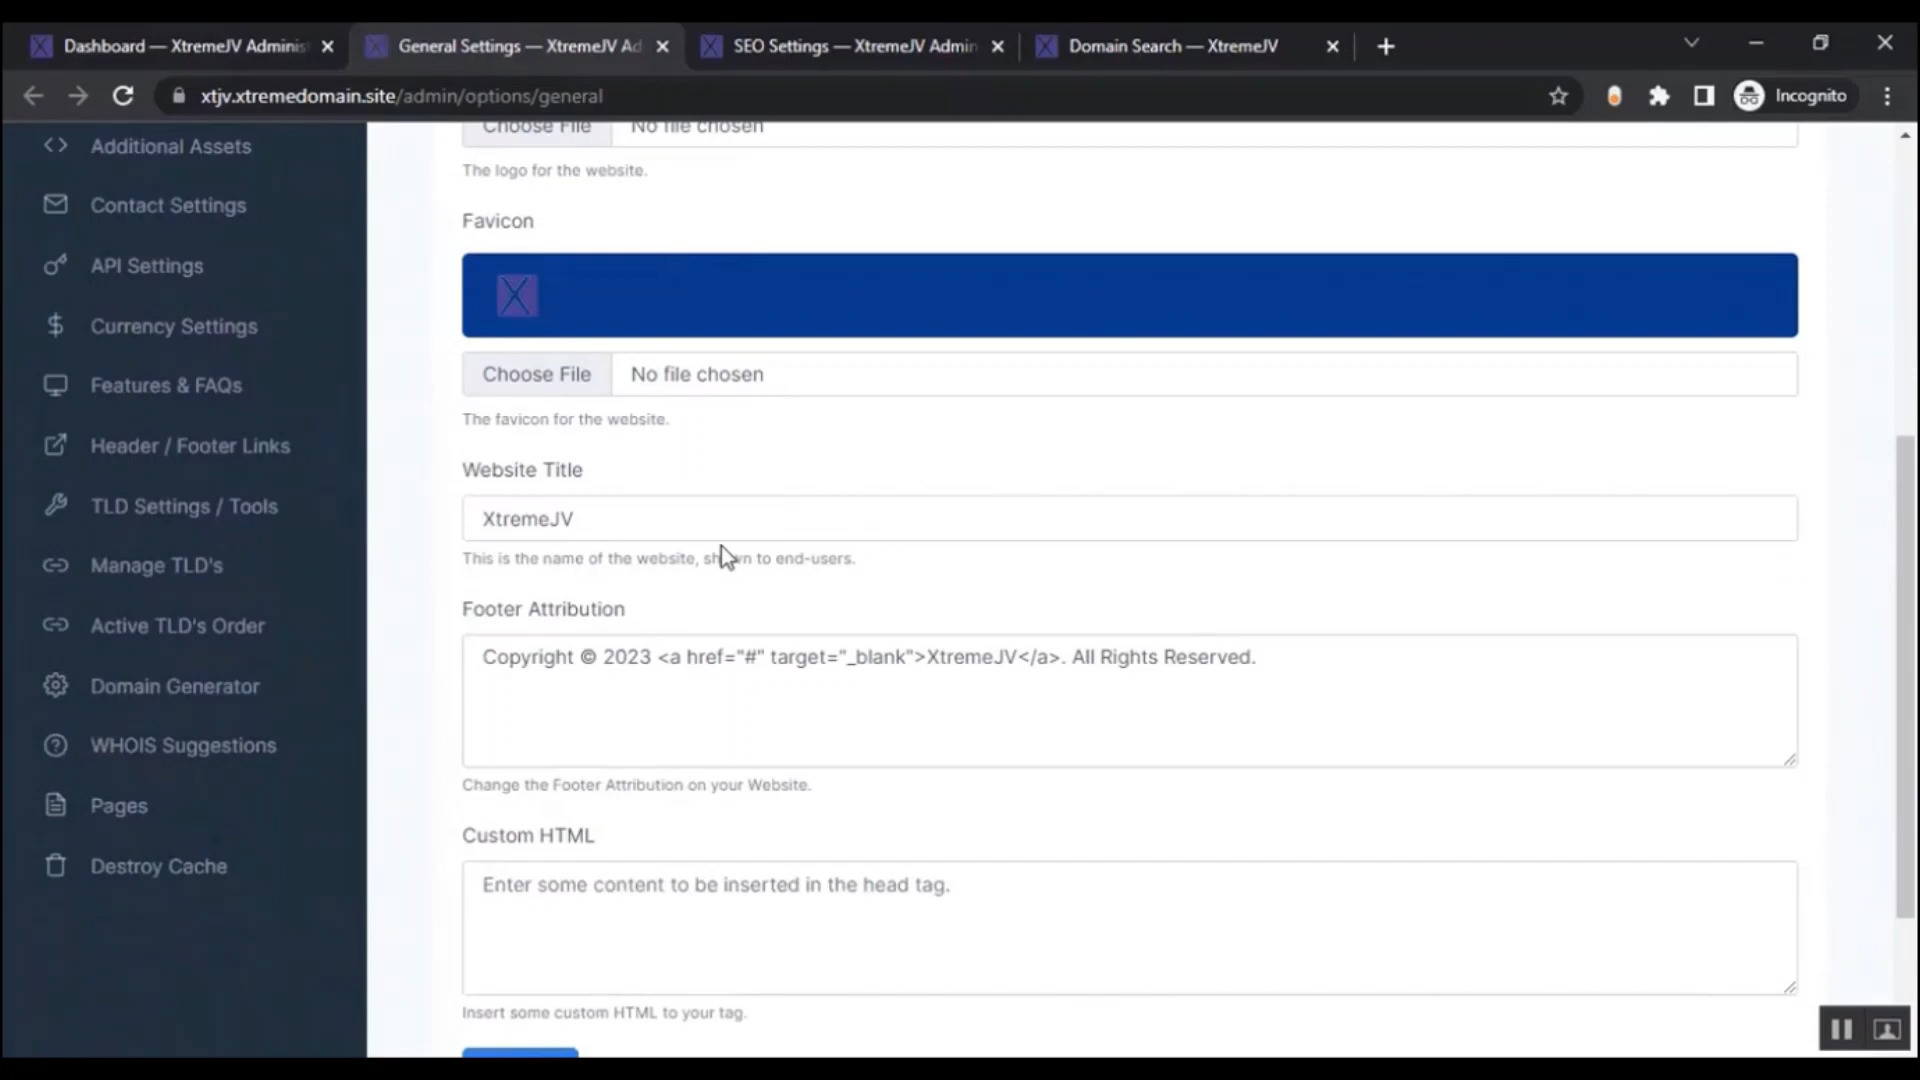 Dashboard — XtremeJV Adminis
General Settings — XtremeJV Ad
SEO Settings — XtremeJV Admin
Domain Search — XtremeJV
xtjv.xtremedomain.site/admin/options/general
Incognito
Additional Assets
Contact Settings
API Settings
Currency Settings
Features & FAQs
Header / Footer Links
TLD Settings / Tools
Manage TLD's
Active TLD's Order
Domain Generator
WHOIS Suggestions
Pages
Destroy Cache
Choose File No file chosen
The logo for the website.
Favicon
X
Choose File No file chosen
The favicon for the website.
Website Title
XtremeJV
This is the name of the website, shown to end-users.
Footer Attribution
Copyright © 2023 <a href="#" target="_blank">XtremeJV</a>. All Rights Reserved.
Change the Footer Attribution on your Website.
Custom HTML
Enter some content to be inserted in the head tag.
Insert some custom HTML to your tag.